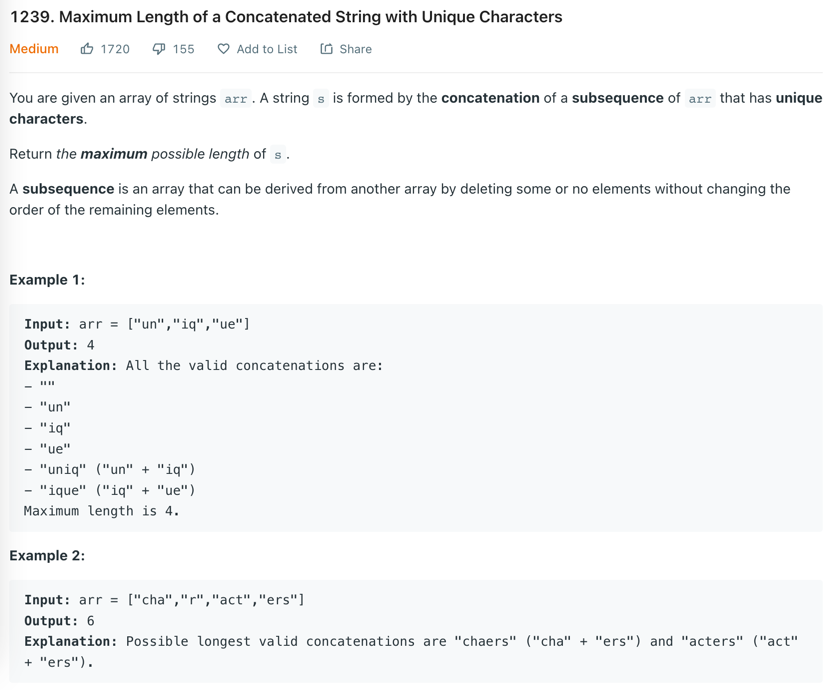 1239. Maximum Length of a Concatenated String with Unique Characters
Medium 1720 155 Add to List Share
You are given an array of strings arr . A string s is formed by the concatenation of a subsequence of arr that has unique
characters.
Return the maximum possible length of s .
A subsequence is an array that can be derived from another array by deleting some or no elements without changing the
order of the remaining elements.
Example 1:
Input: arr = ["un","iq","ue"]
Output: 4
Explanation: All the valid concatenations are:
- ""
- "un"
- "iq"
- "ue"
- "uniq" ("un" + "iq")
- "ique" ("iq" + "ue")
Maximum length is 4.
Example 2:
Input: arr = ["cha","r","act","ers"]
Output: 6
Explanation: Possible longest valid concatenations are "chaers" ("cha" + "ers") and "acters" ("act"
+ "ers").